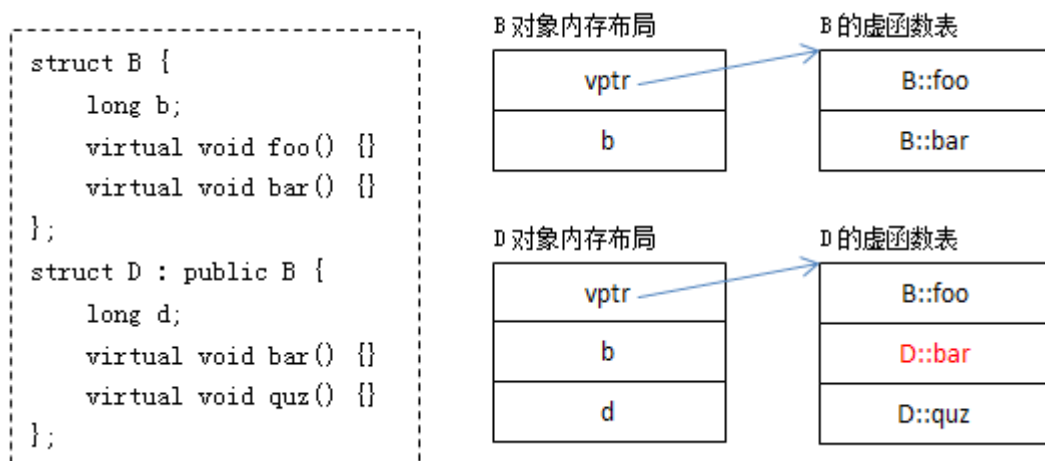 struct B {
long b;
virtual void foo() {}
virtual void bar() {}
};
struct D : public B {
long d;
virtual void bar() {}
virtual void quz() {}
};
B 对象内存布局
vptr
b
B 的虚函数表
B::foo
B::bar
D 对象内存布局
vptr
b
d
D 的虚函数表
B::foo
D::bar
D::quz